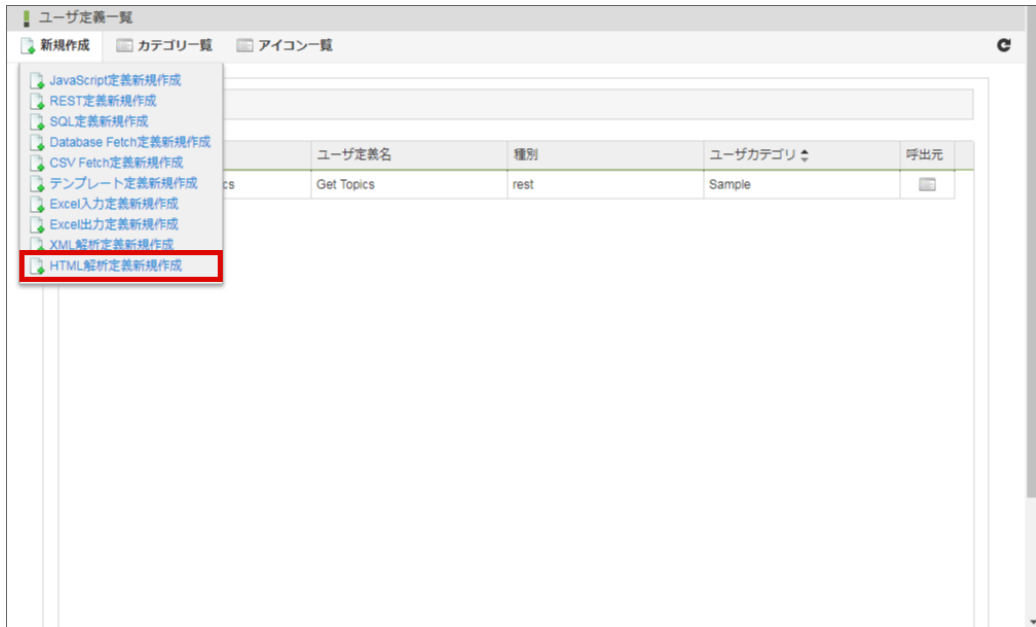 ユーザ定義一覧
新規作成 カテゴリ一覧 アイコン一覧
JavaScript定義新規作成
REST定義新規作成
SQL定義新規作成
Database Fetch定義新規作成
CSV Fetch定義新規作成
テンプレート定義新規作成
Excel入力定義新規作成
Excel出力定義新規作成
XML解析定義新規作成
HTML解析定義新規作成
ユーザ定義名 種別 ユーザカテゴリ 呼出元
cs Get Topics rest Sample